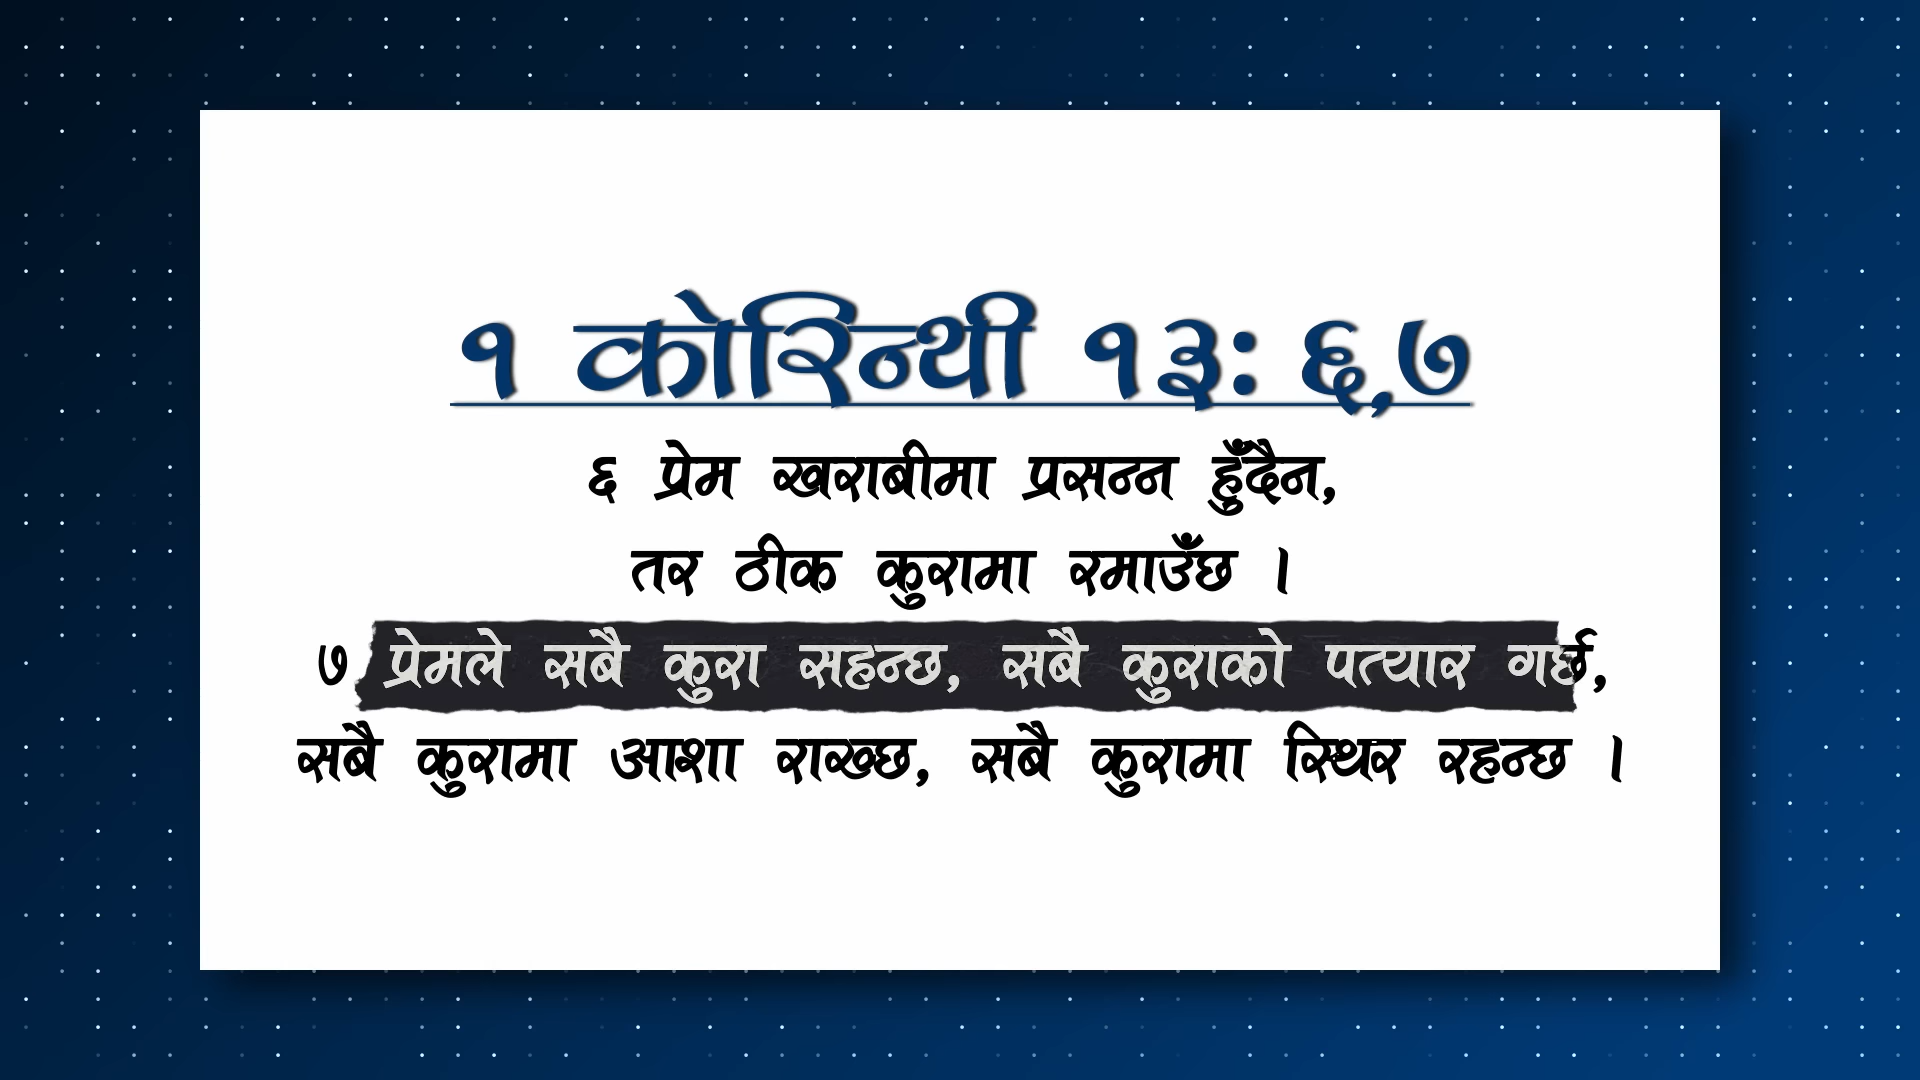 १ कोरिन्थी १३: ६,७
६ प्रेम खराबीमा प्रसन्न हुँदैन,
तर ठीक कुरामा रमाउँछ ।
७ प्रेमले सबै कुरा सहन्छ, सबै कुराको पत्यार गर्छ,
सबै कुरामा आशा राख्छ, सबै कुरामा स्थिर रहन्छ ।